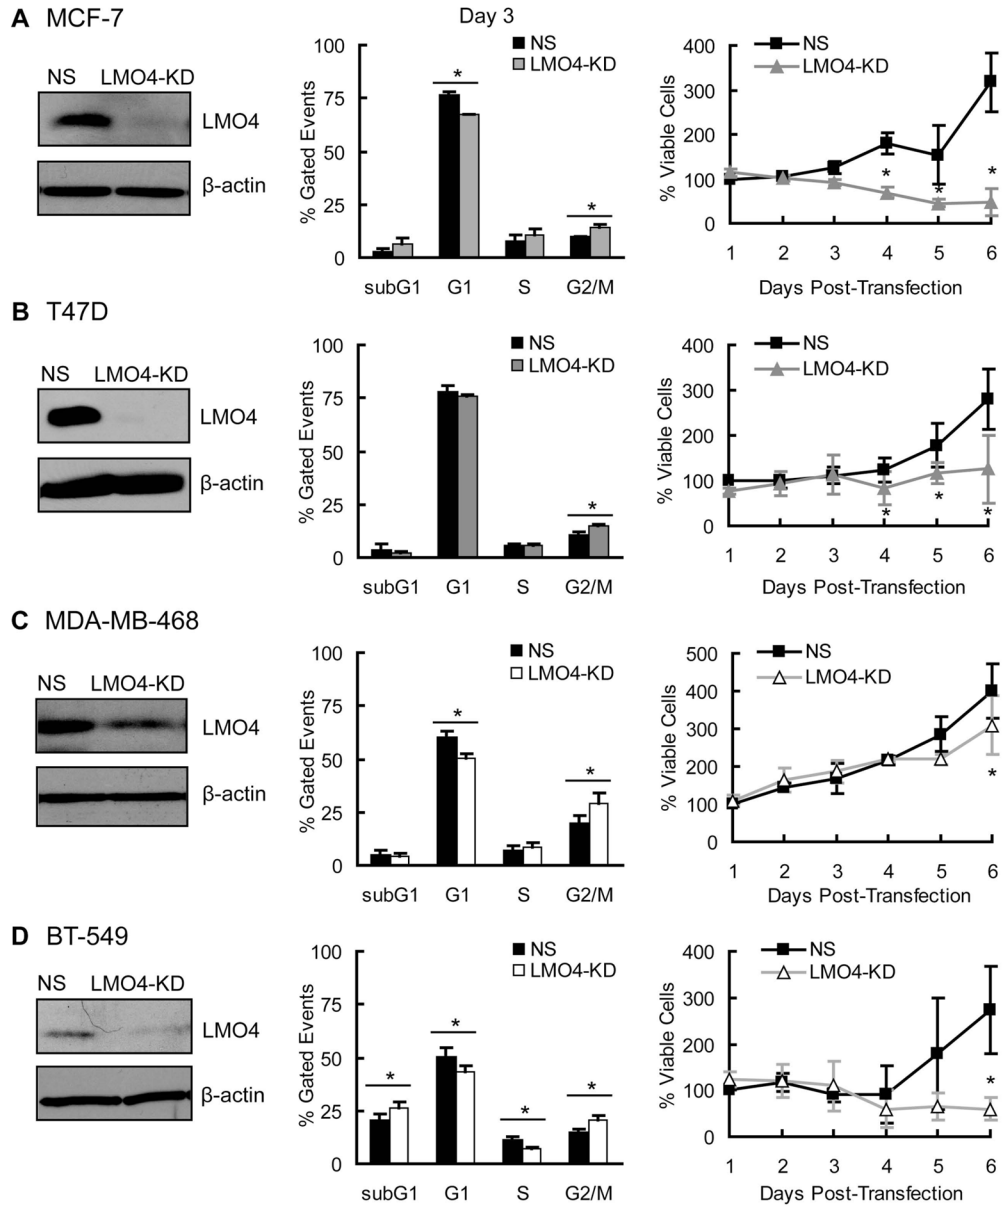 A MCF-7
Day 3
NS LMO4-KD
LMO4
β-actin
NS
LMO4-KD
% Gated Events
100
75
50
25
0
*
*
subG1 G1 S G2/M
NS
LMO4-KD
% Viable Cells
400
300
200
100
0
* * *
1 2 3 4 5 6
Days Post-Transfection
B T47D
NS LMO4-KD
LMO4
β-actin
NS
LMO4-KD
% Gated Events
100
75
50
25
0
*
subG1 G1 S G2/M
NS
LMO4-KD
% Viable Cells
400
300
200
100
0
* * *
1 2 3 4 5 6
Days Post-Transfection
C MDA-MB-468
NS LMO4-KD
LMO4
β-actin
NS
LMO4-KD
% Gated Events
100
75
50
25
0
*
*
subG1 G1 S G2/M
NS
LMO4-KD
% Viable Cells
500
400
300
200
100
0
*
1 2 3 4 5 6
Days Post-Transfection
D BT-549
NS LMO4-KD
LMO4
β-actin
NS
LMO4-KD
% Gated Events
100
75
50
25
0
* * * *
subG1 G1 S G2/M
NS
LMO4-KD
% Viable Cells
400
300
200
100
0
*
1 2 3 4 5 6
Days Post-Transfection